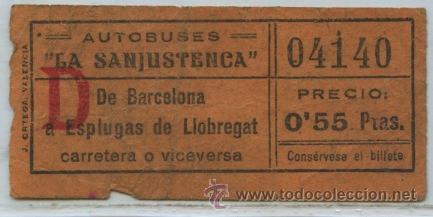 AUTOBUSES
"LA SANJUSTENCA"
D
De Barcelona
a Esplugas de Llobregat
carretera o viceversa
04140
PRECIO:
0'55 Ptas.
Consérvese el billete
J. ORTEGA. VALENCIA
todocoleccion.net